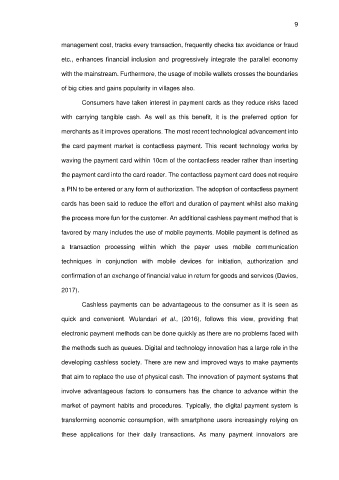 9
management cost, tracks every transaction, frequently checks tax avoidance or fraud
etc., enhances financial inclusion and progressively integrate the parallel economy
with the mainstream. Furthermore, the usage of mobile wallets crosses the boundaries
of big cities and gains popularity in villages also.
Consumers have taken interest in payment cards as they reduce risks faced
with carrying tangible cash. As well as this benefit, it is the preferred option for
merchants as it improves operations. The most recent technological advancement into
the card payment market is contactless payment. This recent technology works by
waving the payment card within 10cm of the contactless reader rather than inserting
the payment card into the card reader. The contactless payment card does not require
a PIN to be entered or any form of authorization. The adoption of contactless payment
cards has been said to reduce the effort and duration of payment whilst also making
the process more fun for the customer. An additional cashless payment method that is
favored by many includes the use of mobile payments. Mobile payment is defined as
a transaction processing within which the payer uses mobile communication
techniques in conjunction with mobile devices for initiation, authorization and
confirmation of an exchange of financial value in return for goods and services (Davies,
2017).
Cashless payments can be advantageous to the consumer as it is seen as
quick and convenient. Wulandari et al., (2016), follows this view, providing that
electronic payment methods can be done quickly as there are no problems faced with
the methods such as queues. Digital and technology innovation has a large role in the
developing cashless society. There are new and improved ways to make payments
that aim to replace the use of physical cash. The innovation of payment systems that
involve advantageous factors to consumers has the chance to advance within the
market of payment habits and procedures. Typically, the digital payment system is
transforming economic consumption, with smartphone users increasingly relying on
these applications for their daily transactions. As many payment innovators are